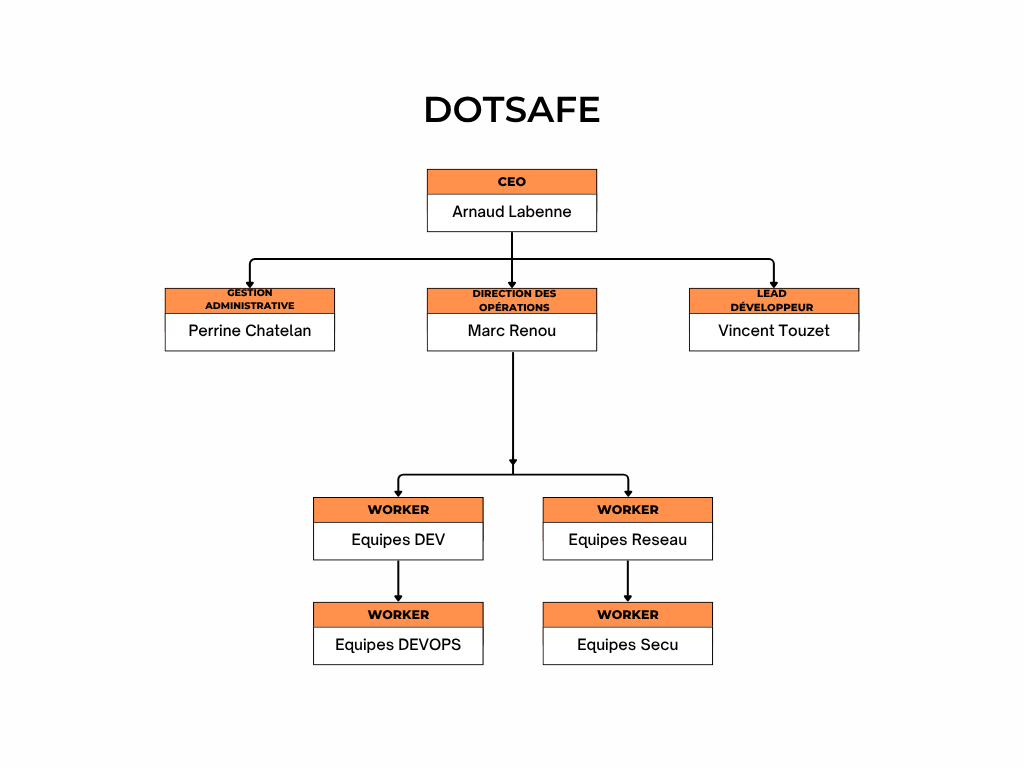 DOTSAFE
CEO
Arnaud Labenne
GESTION
ADMINISTRATIVE
Perrine Chatelan
DIRECTION DES
OPÉRATIONS
Marc Renou
LEAD
DÉVELOPPEUR
Vincent Touzet
WORKER
Equipes DEV
WORKER
Equipes Reseau
WORKER
Equipes DEVOPS
WORKER
Equipes Secu